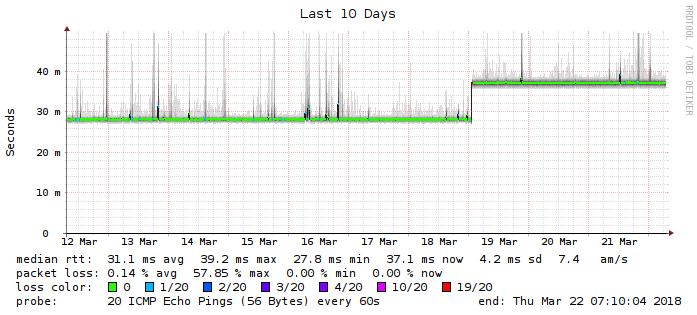 Last 10 Days
RRDTOOL / TOBI OETIKER
Seconds
40 m
30 m
20 m
10 m
0
12 Mar 13 Mar 14 Mar 15 Mar 16 Mar 17 Mar 18 Mar 19 Mar 20 Mar 21 Mar
median rtt: 31.1 ms avg 39.2 ms max 27.8 ms min 37.1 ms now 4.2 ms sd 7.4 am/s
packet loss: 0.14 % avg 57.85 % max 0.00 % min 0.00 % now
loss color: 0 1/20 2/20 3/20 4/20 10/20 19/20
probe: 20 ICMP Echo Pings (56 Bytes) every 60s end: Thu Mar 22 07:10:04 2018